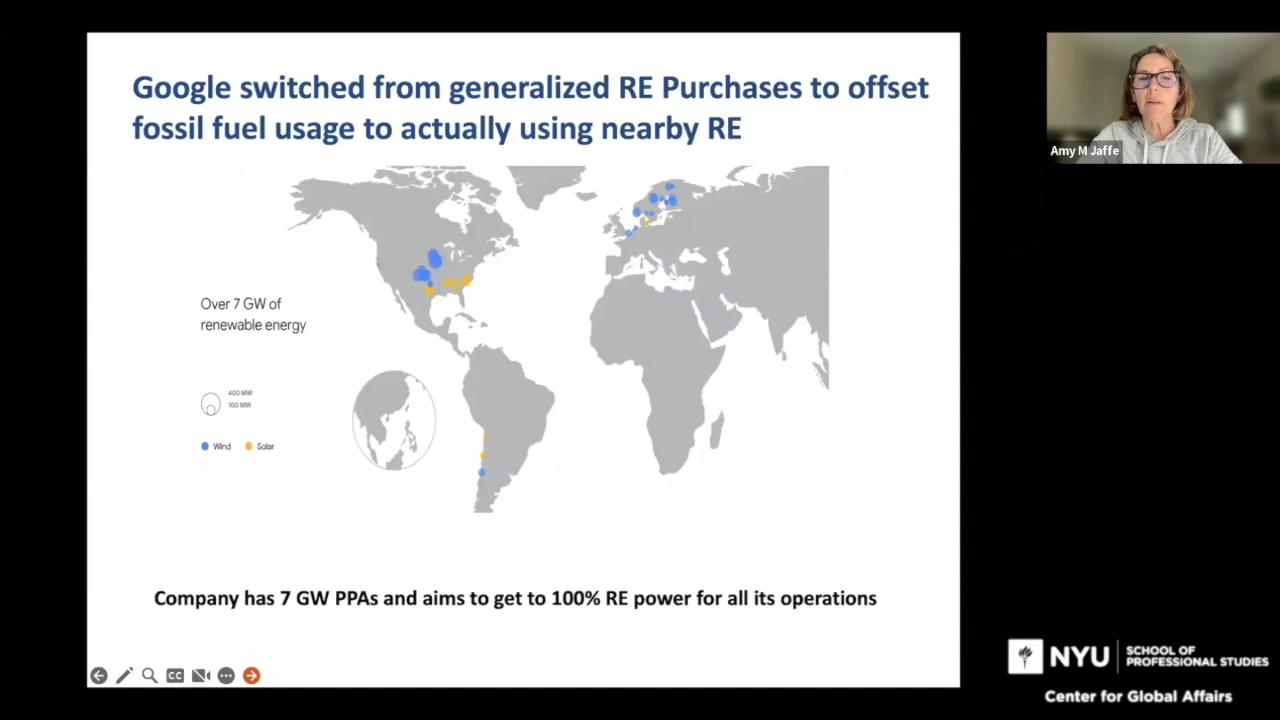 Google switched from generalized RE Purchases to offset
fossil fuel usage to actually using nearby RE
Amy M Jaffe
Over 7 GW of
renewable energy
400 MW
100 MW
Wind Solar
Company has 7 GW PPAs and aims to get to 100% RE power for all its operations
CC
NYU SCHOOL OF
PROFESSIONAL STUDIES
Center for Global Affairs